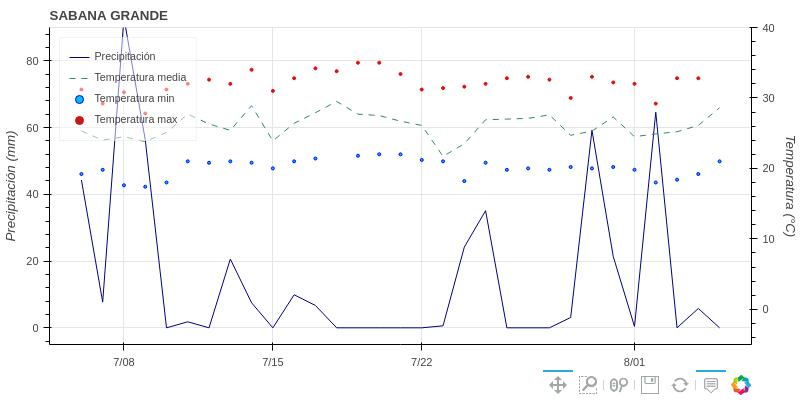 SABANA GRANDE
Precipitación
Temperatura media
Temperatura min
Temperatura max
Precipitación (mm)
80
60
40
20
0
Temperatura (°C)
40
30
20
10
0
7/08
7/15
7/22
8/01